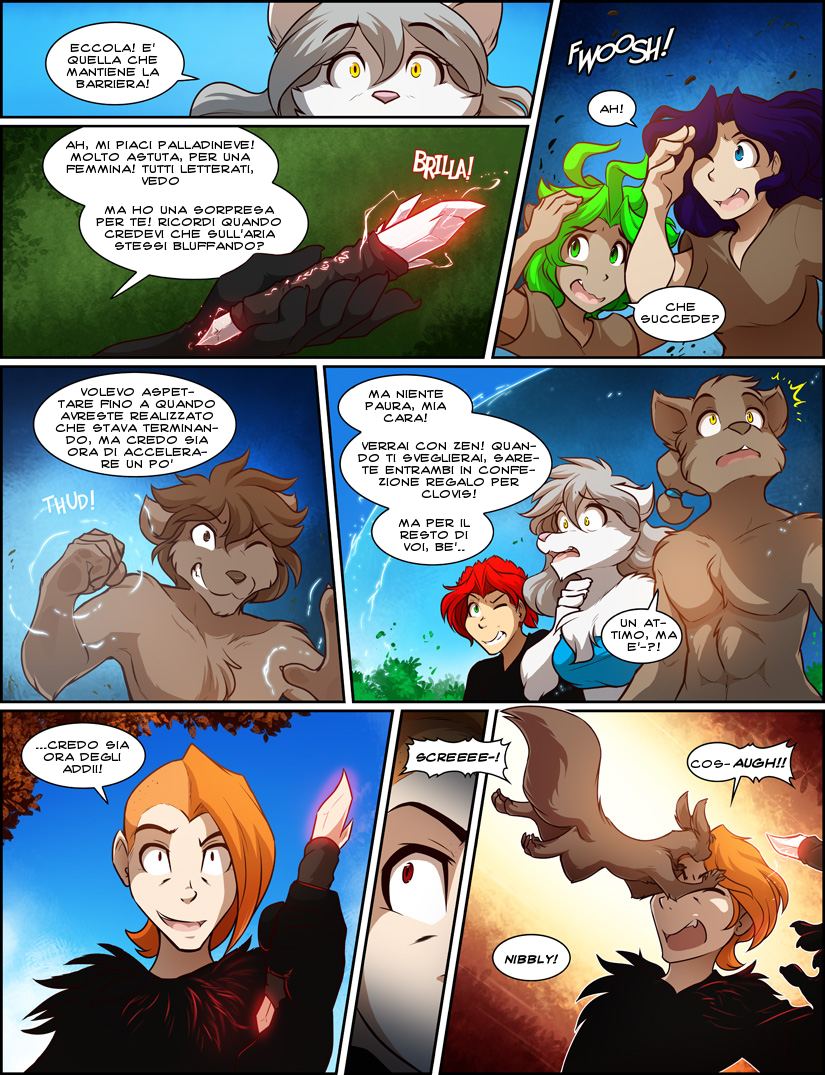 ECCOLA! E'
QUELLA CHE
MANTIENE LA
BARRIERA!
FWOOSH!
AH!
CHE
SUCCEDE?
AH, MI PIACI PALLADINEVE!
MOLTO ASTUTA, PER UNA
FEMMINA! TUTTI LETTERATI,
VEDO
MA HO UNA SORPRESA
PER TE! RICORDI QUANDO
CREDEVI CHE SULL'ARIA
STESSI BLUFFANDO?
BRILLA!
VOLEVO ASPET-
TARE FINO A QUANDO
AVRESTE REALIZZATO
CHE STAVA TERMINAN-
DO, MA CREDO SIA
ORA DI ACCELERA-
RE UN PO'
THUD!
MA NIENTE
PAURA, MIA
CARA!
VERRAI CON ZEN! QUAN-
DO TI SVEGLIERAI, SARE-
TE ENTRAMBI IN CONFE-
ZIONE REGALO PER
CLOVIS!
MA PER IL
RESTO DI
VOI, BE'..
UN AT-
TIMO, MA
E'-?!
...CREDO SIA
ORA DEGLI
ADDII!
SCREEEE-!
COS-AUGH!!
NIBBLY!